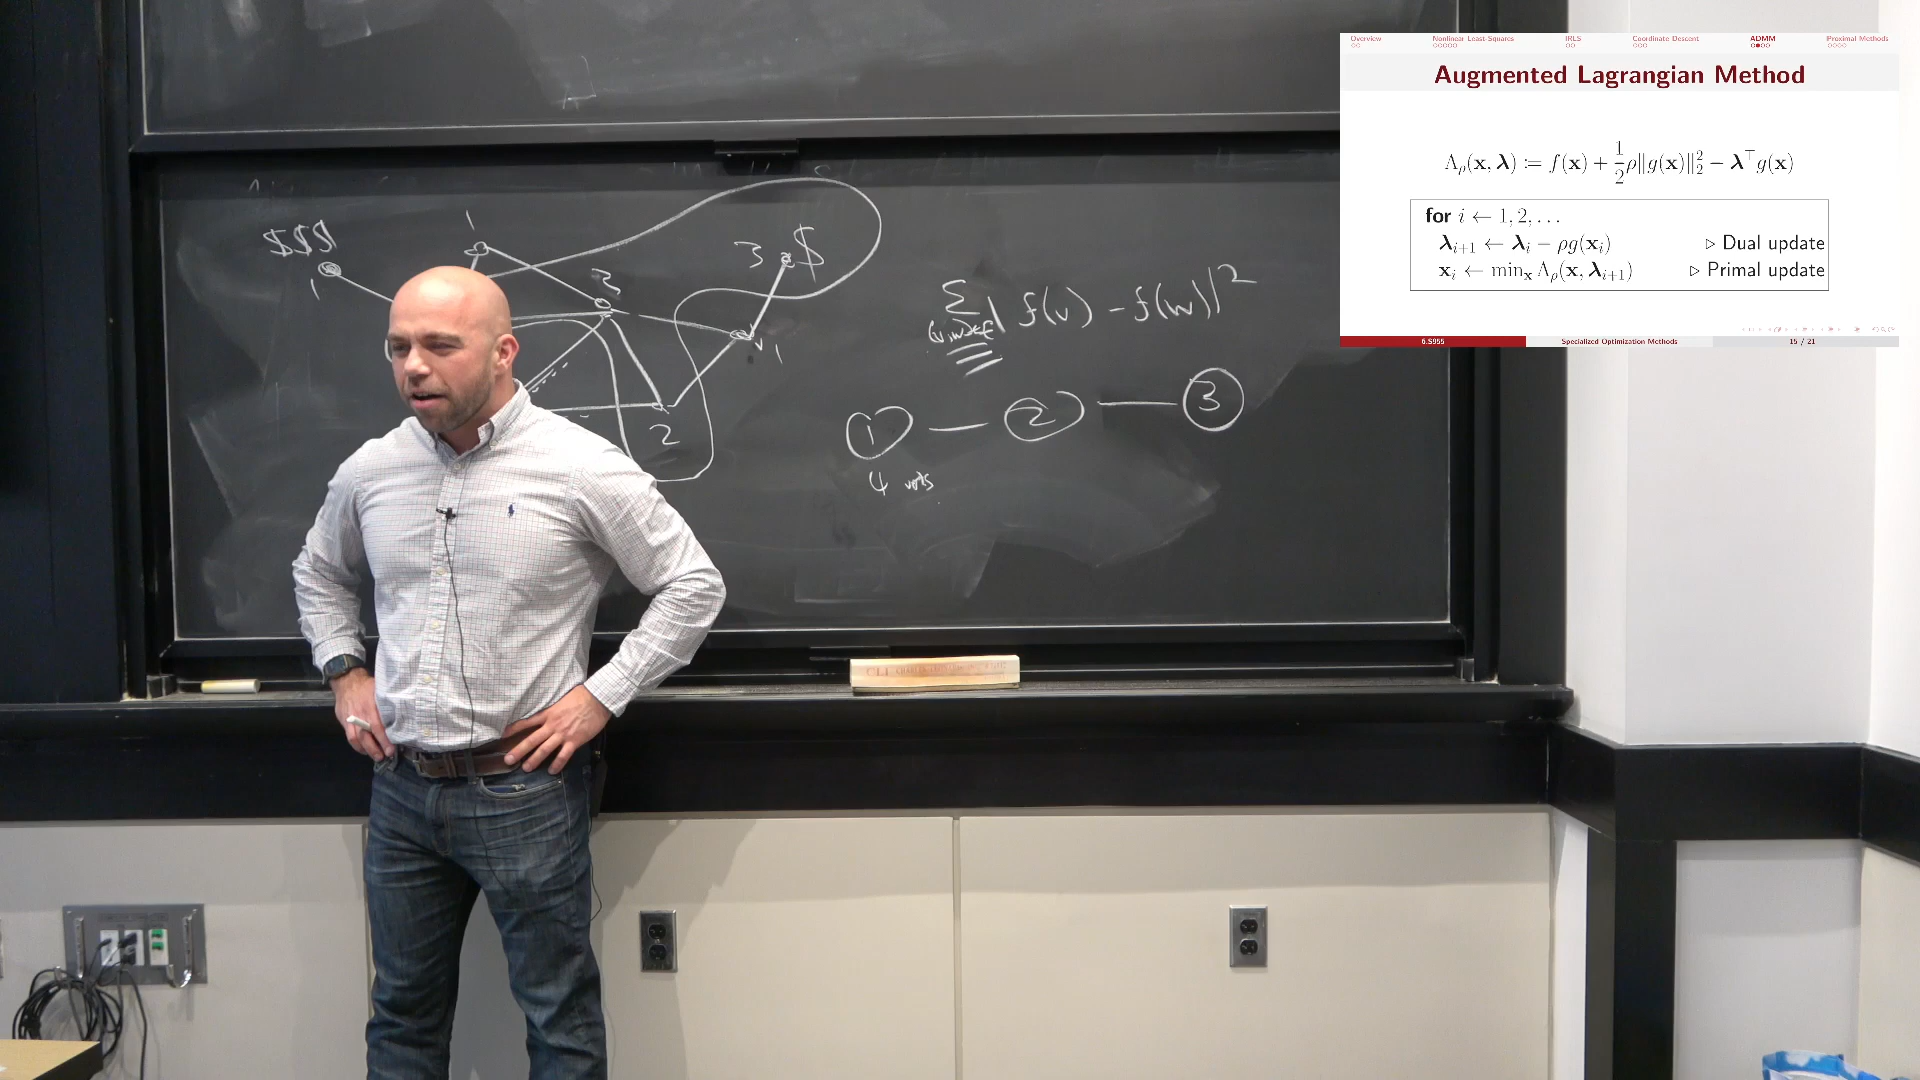 $$$
1
1
3
3 $
1
2
Σ |f(v) - f(w)|²
(v,w)∈E
1 — 2 — 3
4 volts
Overview Nonlinear Least-Squares IRLS Coordinate Descent ADMM Proximal Methods
Augmented Lagrangian Method
Λρ(x, λ) ≔ f(x) + 1/2 ρ‖g(x)‖₂² − λ⊤g(x)
for i ← 1, 2, …
λᵢ₊₁ ← λᵢ − ρg(xᵢ) ▷ Dual update
xᵢ ← minₓ Λρ(x, λᵢ₊₁) ▷ Primal update
6.S955 Specialized Optimization Methods 15 / 21